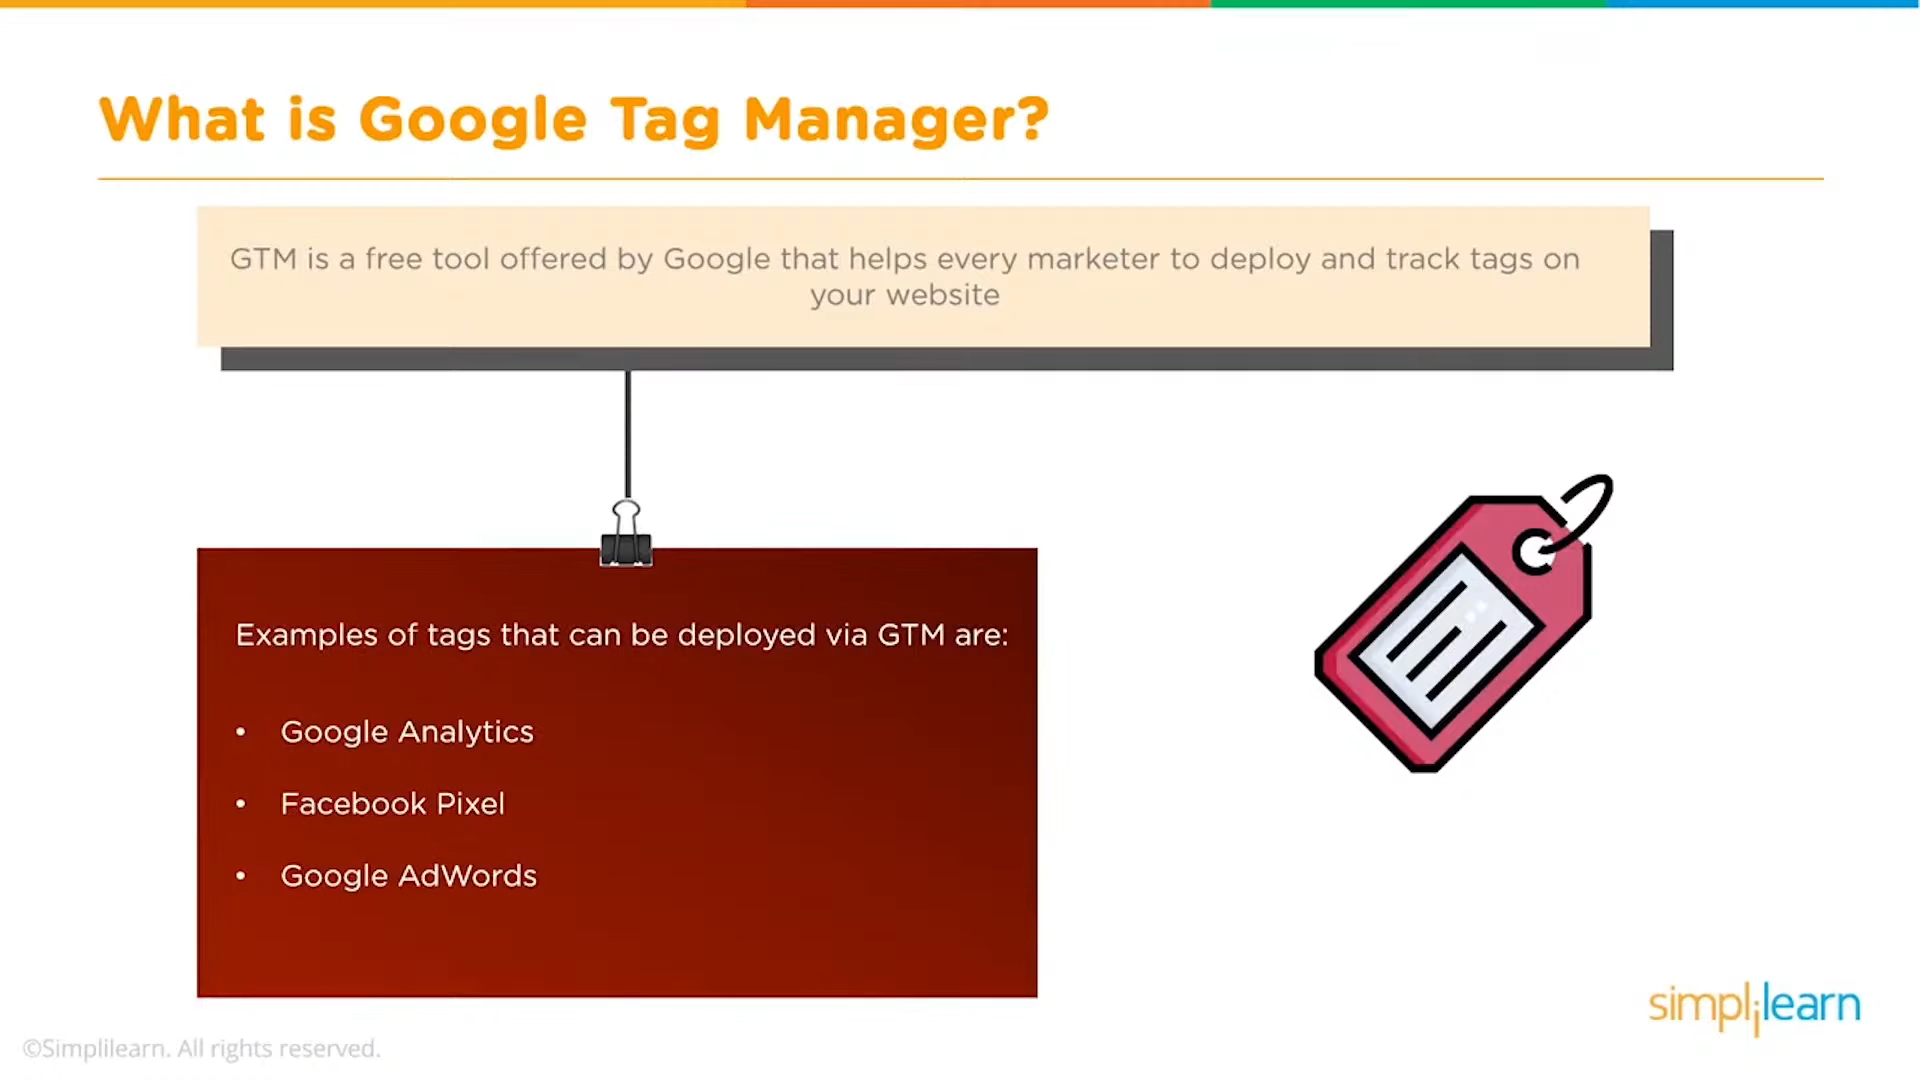 What is Google Tag Manager?
GTM is a free tool offered by Google that helps every marketer to deploy and track tags on
your website
Examples of tags that can be deployed via GTM are:
• Google Analytics
• Facebook Pixel
• Google AdWords
simplilearn
©Simplilearn. All rights reserved.